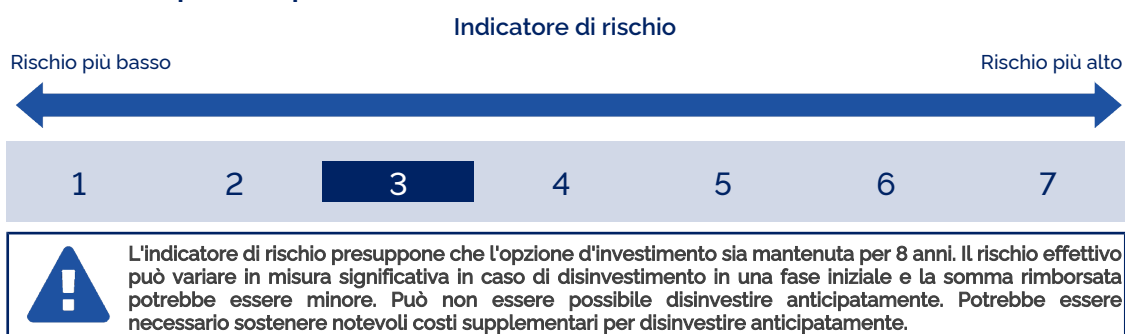 Indicatore di rischio
Rischio più basso
Rischio più alto
1 2 3 4 5 6 7
L'indicatore di rischio presuppone che l'opzione d'investimento sia mantenuta per 8 anni. Il rischio effettivo
può variare in misura significativa in caso di disinvestimento in una fase iniziale e la somma rimborsata
potrebbe essere minore. Può non essere possibile disinvestire anticipatamente. Potrebbe essere
necessario sostenere notevoli costi supplementari per disinvestire anticipatamente.